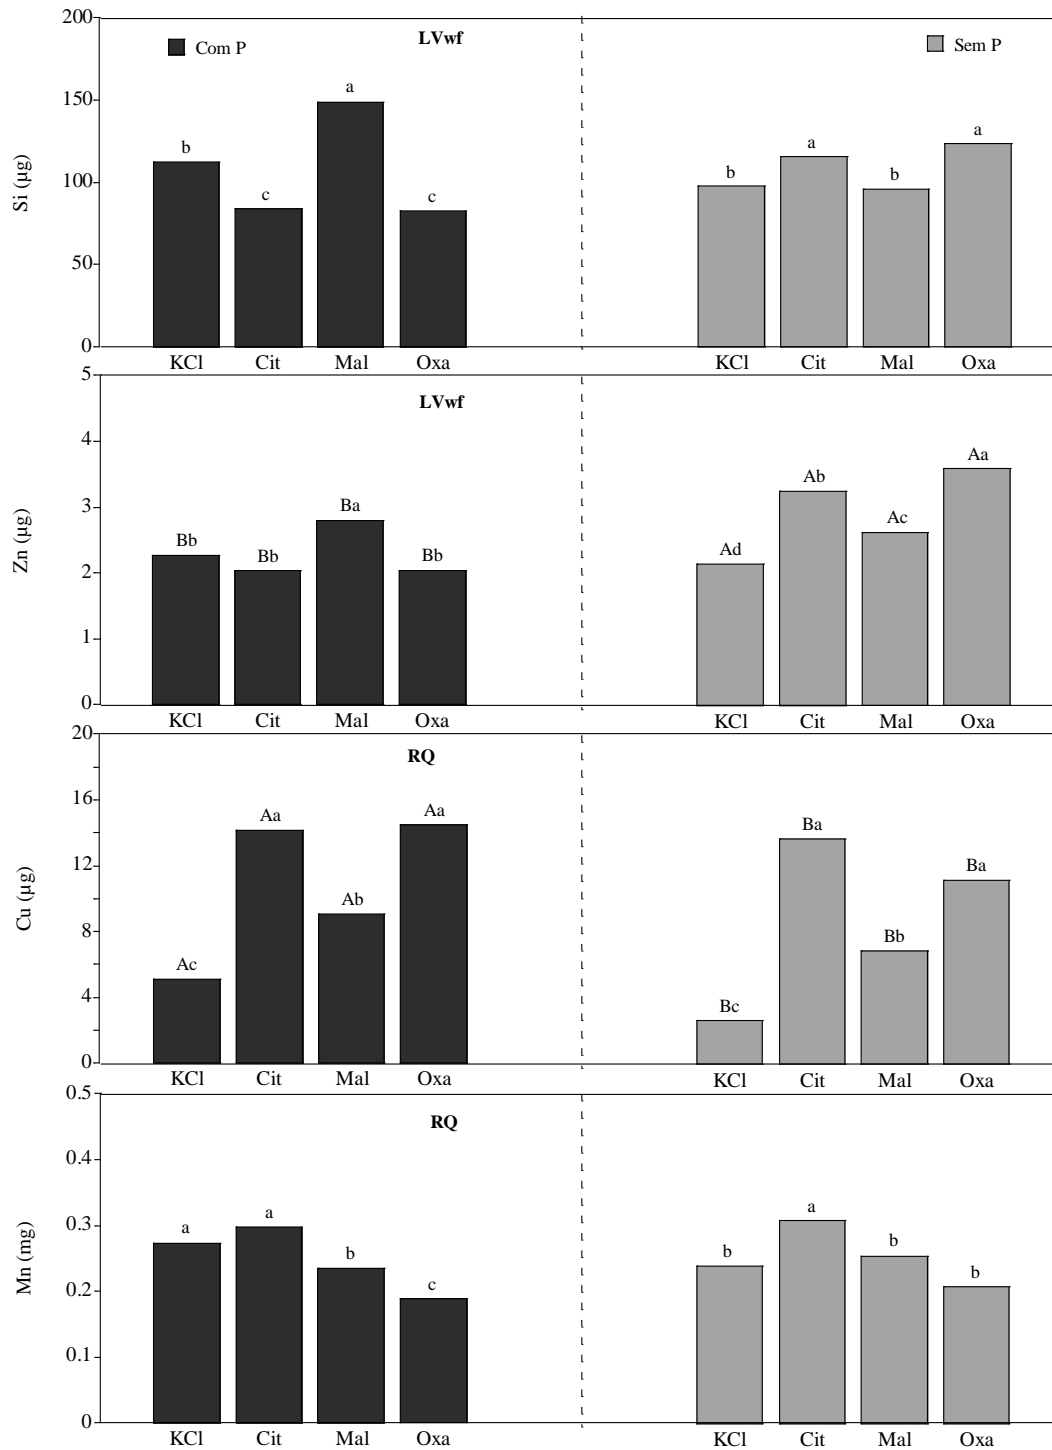 200
LVwf
Com P
Sem P
a
150
a
b
a
b
b
Si (µg)
100
c
c
50
0
KCl Cit Mal Oxa KCl Cit Mal Oxa
5
LVwf
4
Aa
Ab
3
Ba
Ac
Zn (µg)
Bb
Bb
Bb
Ad
2
1
0
KCl Cit Mal Oxa KCl Cit Mal Oxa
20
RQ
16
Aa
Aa
Ba
12
Ba
Cu (µg)
Ab
8
Bb
Ac
4
Bc
0
KCl Cit Mal Oxa KCl Cit Mal Oxa
0.5
RQ
0.4
a
a
a
0.3
b
b
b
Mn (mg)
c
b
0.2
0.1
0
KCl Cit Mal Oxa KCl Cit Mal Oxa